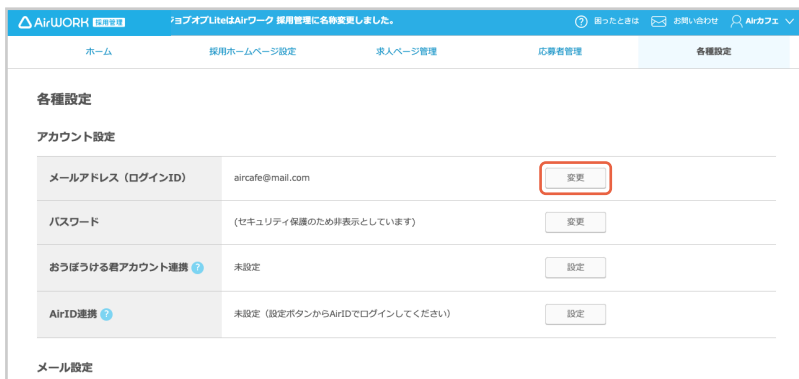 AirWORK 採用管理 ジョブオプLiteはAirワーク 採用管理に名称変更しました。 ? 困ったときは お問い合わせ Airカフェ
ホーム 採用ホームページ設定 求人ページ管理 応募者管理 各種設定
各種設定
アカウント設定
メールアドレス（ログインID） aircafe@mail.com 変更
パスワード (セキュリティ保護のため非表示としています) 変更
おうぼうける君アカウント連携 ? 未設定 設定
AirID連携 ? 未設定（設定ボタンからAirIDでログインしてください） 設定
メール設定